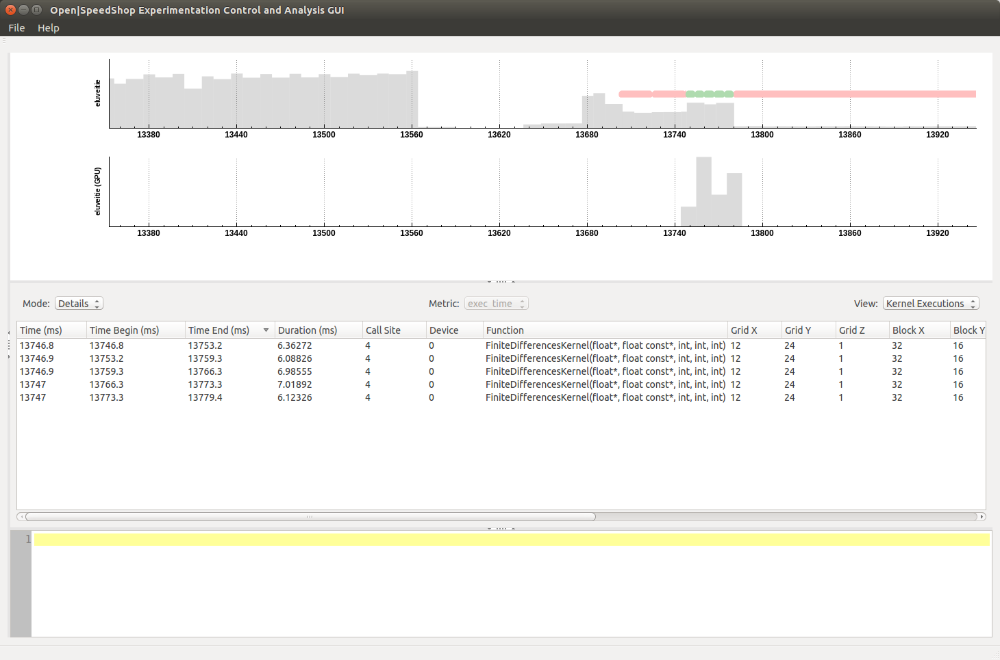 Open|SpeedShop Experimentation Control and Analysis GUI
File Help
eluveitie
13380 13440 13500 13560 13620 13680 13740 13800 13860 13920
eluveitie (GPU)
13380 13440 13500 13560 13620 13680 13740 13800 13860 13920
Mode: Details Metric: exec_time View: Kernel Executions
Time (ms) Time Begin (ms) Time End (ms) Duration (ms) Call Site Device Function Grid X Grid Y Grid Z Block X Block Y
13746.8 13746.8 13753.2 6.36272 4 0 FiniteDifferencesKernel(float*, float const*, int, int, int) 12 24 1 32 16
13746.9 13753.2 13759.3 6.08826 4 0 FiniteDifferencesKernel(float*, float const*, int, int, int) 12 24 1 32 16
13746.9 13759.3 13766.3 6.98555 4 0 FiniteDifferencesKernel(float*, float const*, int, int, int) 12 24 1 32 16
13747 13766.3 13773.3 7.01892 4 0 FiniteDifferencesKernel(float*, float const*, int, int, int) 12 24 1 32 16
13747 13773.3 13779.4 6.12326 4 0 FiniteDifferencesKernel(float*, float const*, int, int, int) 12 24 1 32 16
1